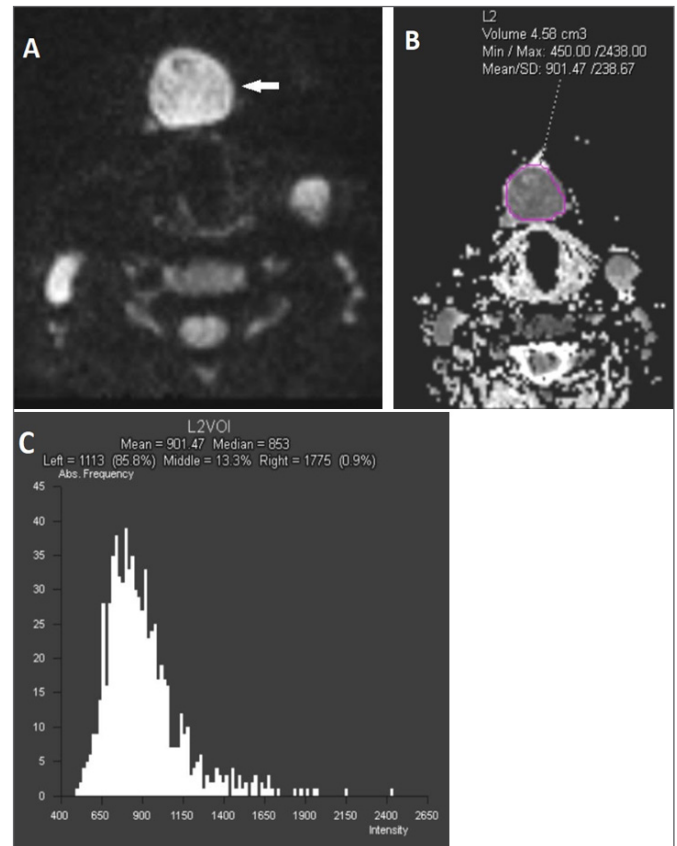 A
B
L2
Volume 4.58 cm3
Min / Max: 450.00 /2438.00
Mean/SD: 901.47 /238.67
C
L2VOI
Mean = 901.47 Median = 853
Left = 1113 (85.8%) Middle = 13.3% Right = 1775 (0.9%)
Abs. Frequency
45
40
35
30
25
20
15
10
5
0
400 650 900 1150 1400 1650 1900 2150 2400 2650
Intensity